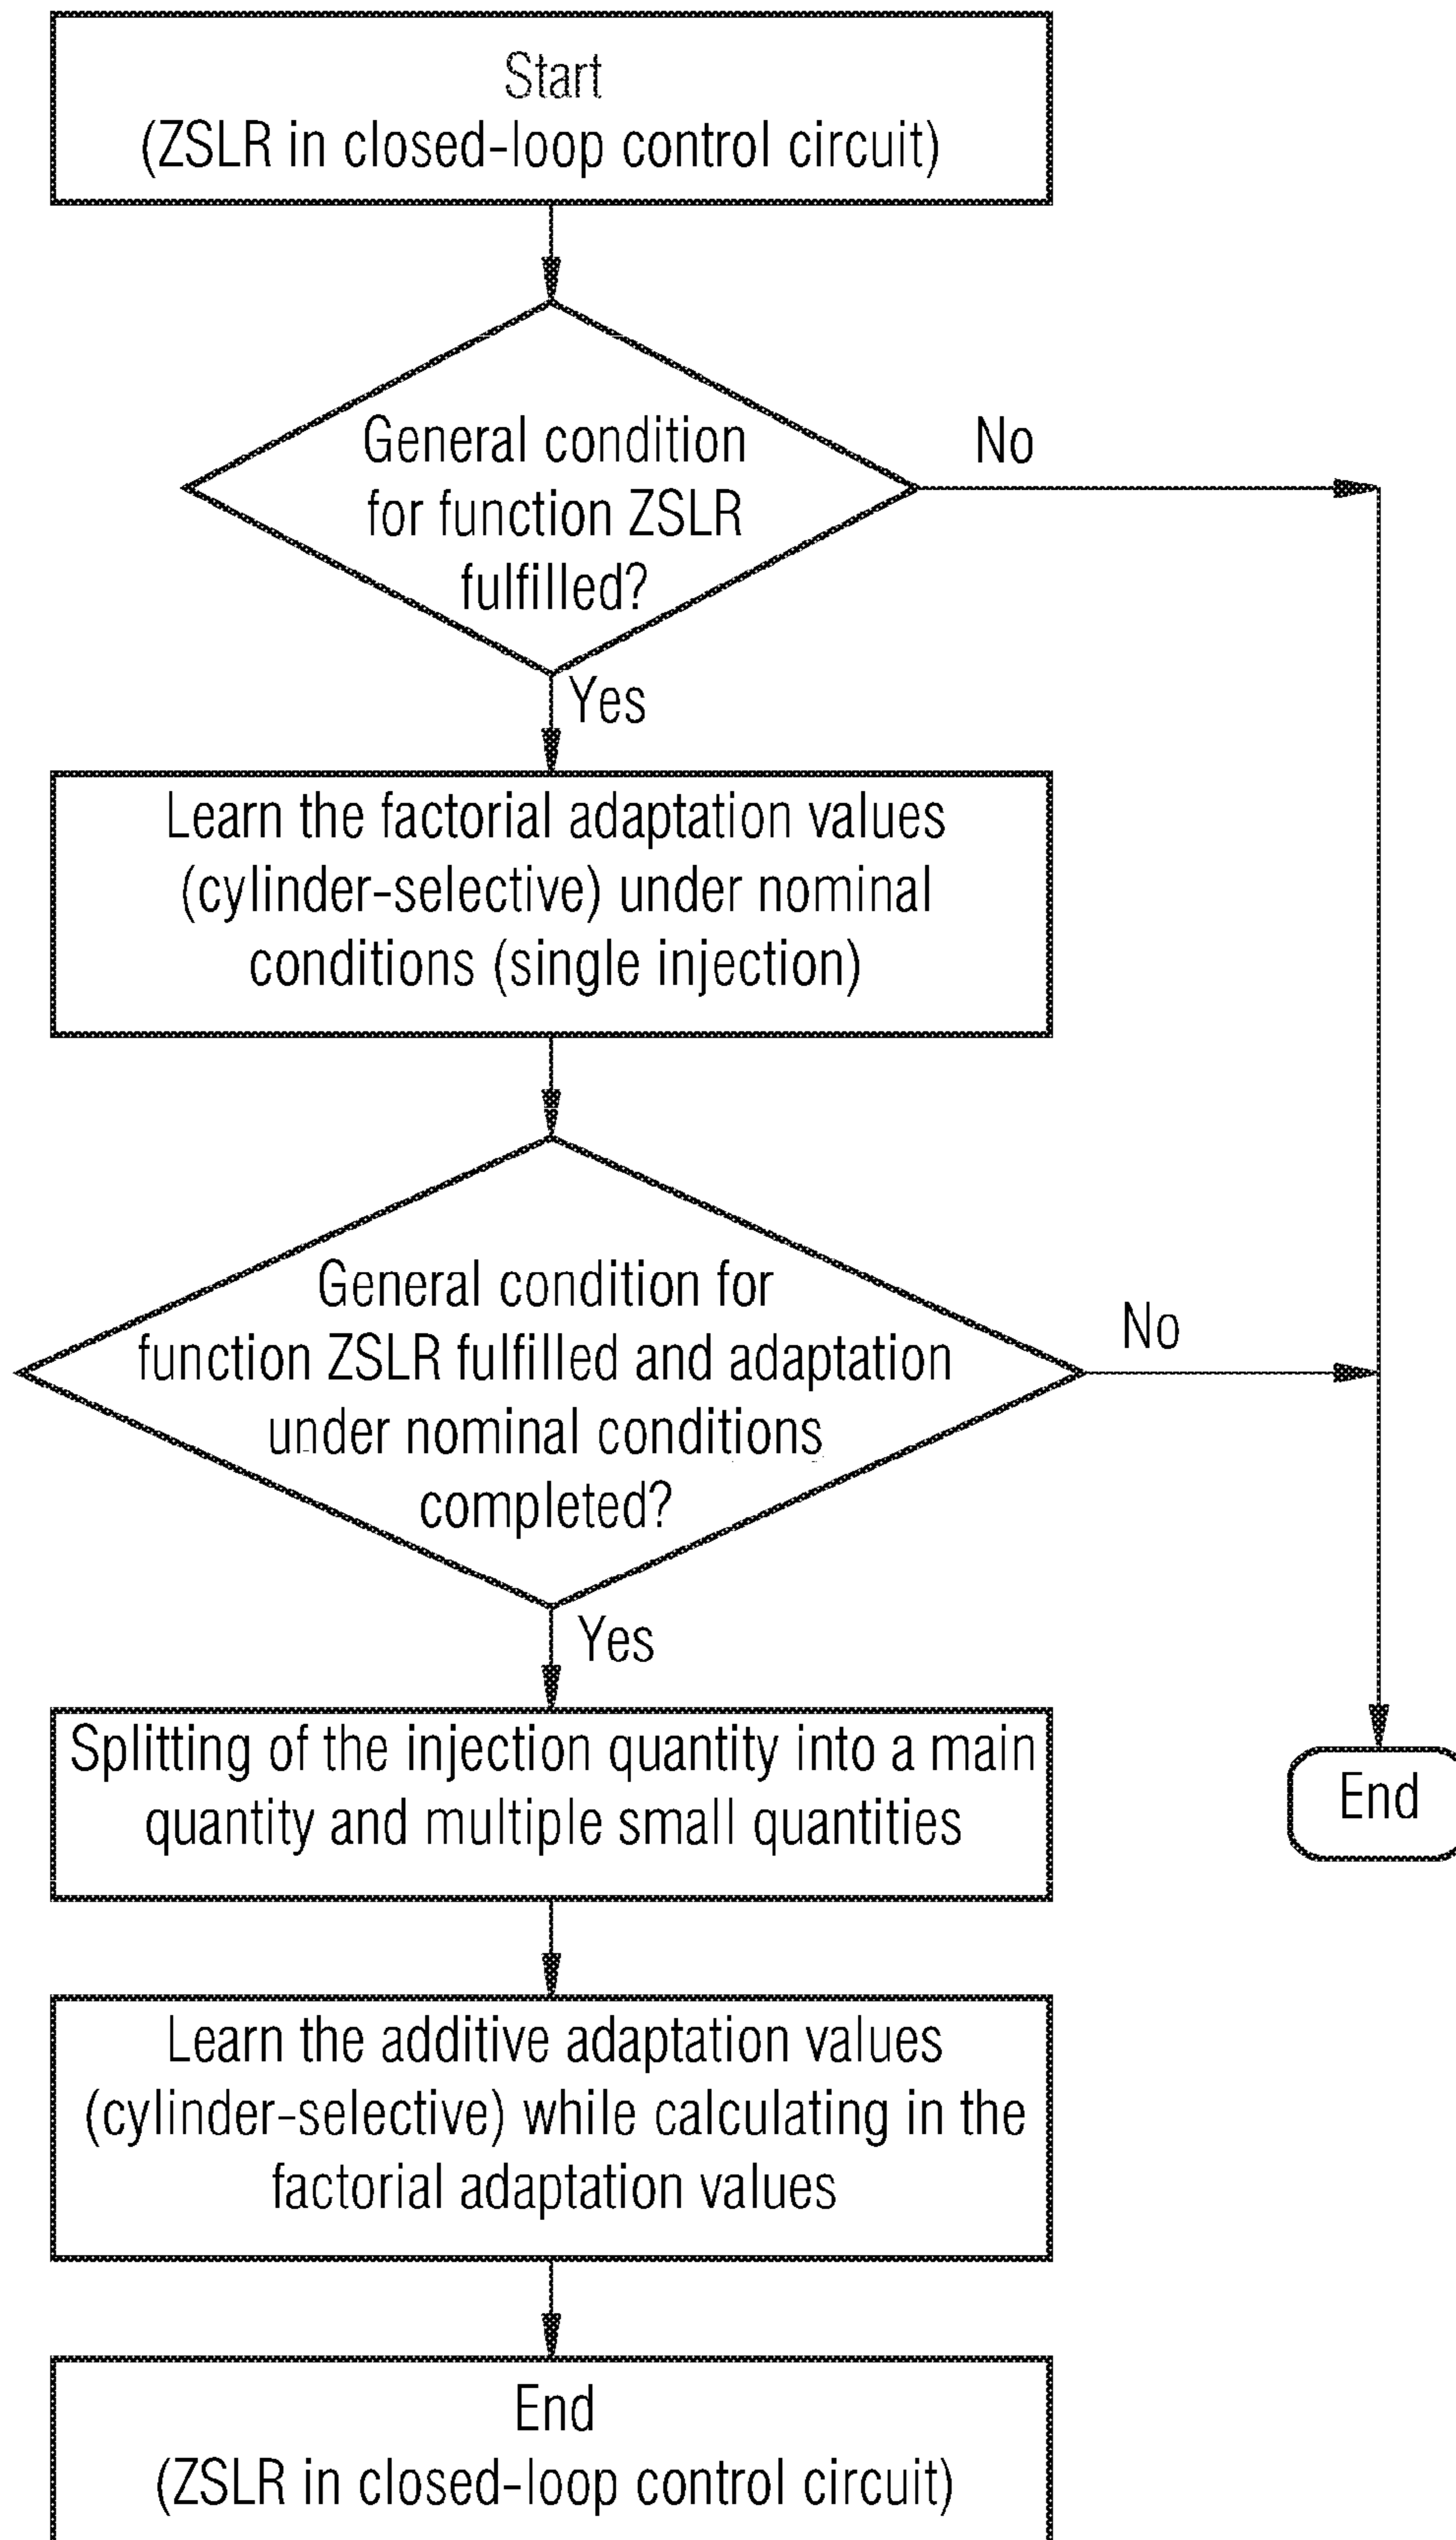 Start
(ZSLR in closed-loop control circuit)
General condition
for function ZSLR
fulfilled?
No
Yes
Learn the factorial adaptation values
(cylinder-selective) under nominal
conditions (single injection)
General condition for
function ZSLR fulfilled and adaptation
under nominal conditions
completed?
No
Yes
Splitting of the injection quantity into a main
quantity and multiple small quantities
End
Learn the additive adaptation values
(cylinder-selective) while calculating in the
factorial adaptation values
End
(ZSLR in closed-loop control circuit)